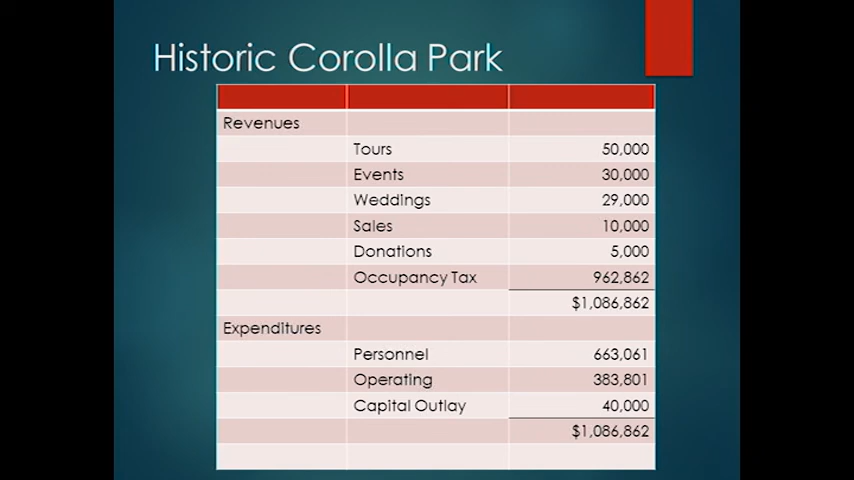 Historic Corolla Park
Revenues
Tours 50,000
Events 30,000
Weddings 29,000
Sales 10,000
Donations 5,000
Occupancy Tax 962,862
$1,086,862
Expenditures
Personnel 663,061
Operating 383,801
Capital Outlay 40,000
$1,086,862